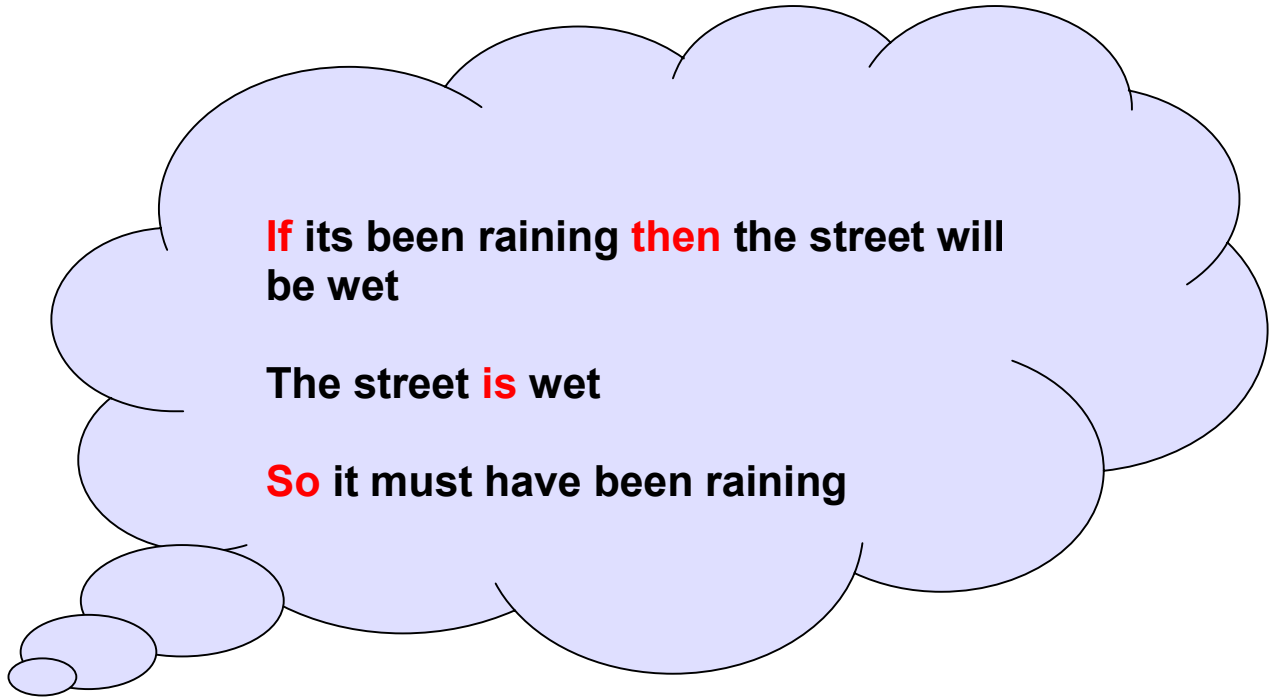 If its been raining then the street will
be wet
The street is wet
So it must have been raining